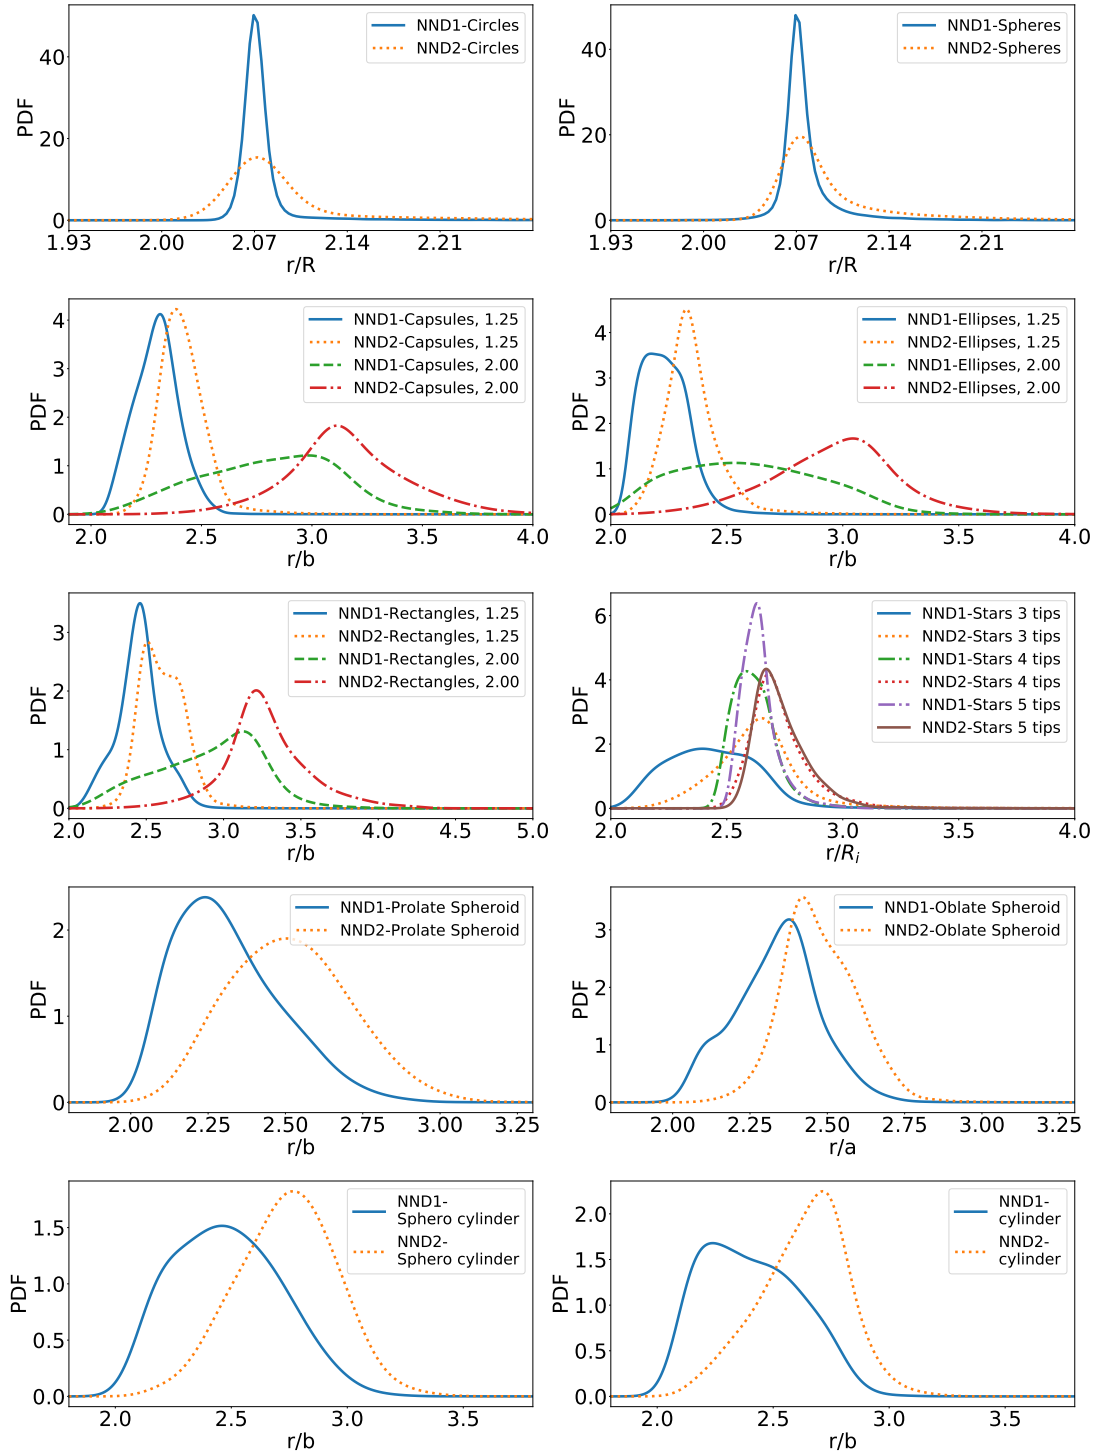 PDF
40
20
0
1.93
2.00
2.07
2.14
2.21
r/R
NND1-Circles
NND2-Circles
PDF
40
20
0
1.93
2.00
2.07
2.14
2.21
r/R
NND1-Spheres
NND2-Spheres
PDF
4
3
2
1
0
2.0
2.5
3.0
3.5
4.0
r/b
NND1-Capsules, 1.25
NND2-Capsules, 1.25
NND1-Capsules, 2.00
NND2-Capsules, 2.00
PDF
4
3
2
1
0
2.0
2.5
3.0
3.5
4.0
r/b
NND1-Ellipses, 1.25
NND2-Ellipses, 1.25
NND1-Ellipses, 2.00
NND2-Ellipses, 2.00
PDF
3
2
1
0
2.0
2.5
3.0
3.5
4.0
4.5
5.0
r/b
NND1-Rectangles, 1.25
NND2-Rectangles, 1.25
NND1-Rectangles, 2.00
NND2-Rectangles, 2.00
PDF
6
4
2
0
2.0
2.5
3.0
3.5
4.0
r/R_i
NND1-Stars 3 tips
NND2-Stars 3 tips
NND1-Stars 4 tips
NND2-Stars 4 tips
NND1-Stars 5 tips
NND2-Stars 5 tips
PDF
2
1
0
2.00
2.25
2.50
2.75
3.00
3.25
r/b
NND1-Prolate Spheroid
NND2-Prolate Spheroid
PDF
3
2
1
0
2.00
2.25
2.50
2.75
3.00
3.25
r/a
NND1-Oblate Spheroid
NND2-Oblate Spheroid
PDF
1.5
1.0
0.5
0.0
2.0
2.5
3.0
3.5
r/b
NND1-
Sphero cylinder
NND2-
Sphero cylinder
PDF
2.0
1.5
1.0
0.5
0.0
2.0
2.5
3.0
3.5
r/b
NND1-
cylinder
NND2-
cylinder